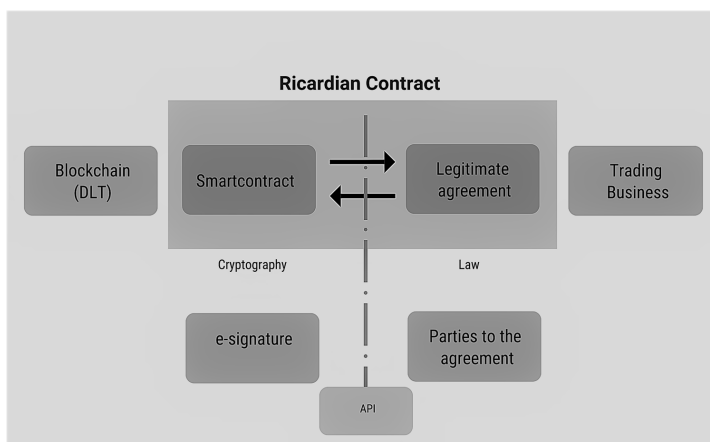 Ricardian Contract
Blockchain
(DLT)
Smartcontract
Legitimate
agreement
Trading
Business
Cryptography
Law
e-signature
Parties to the
agreement
API